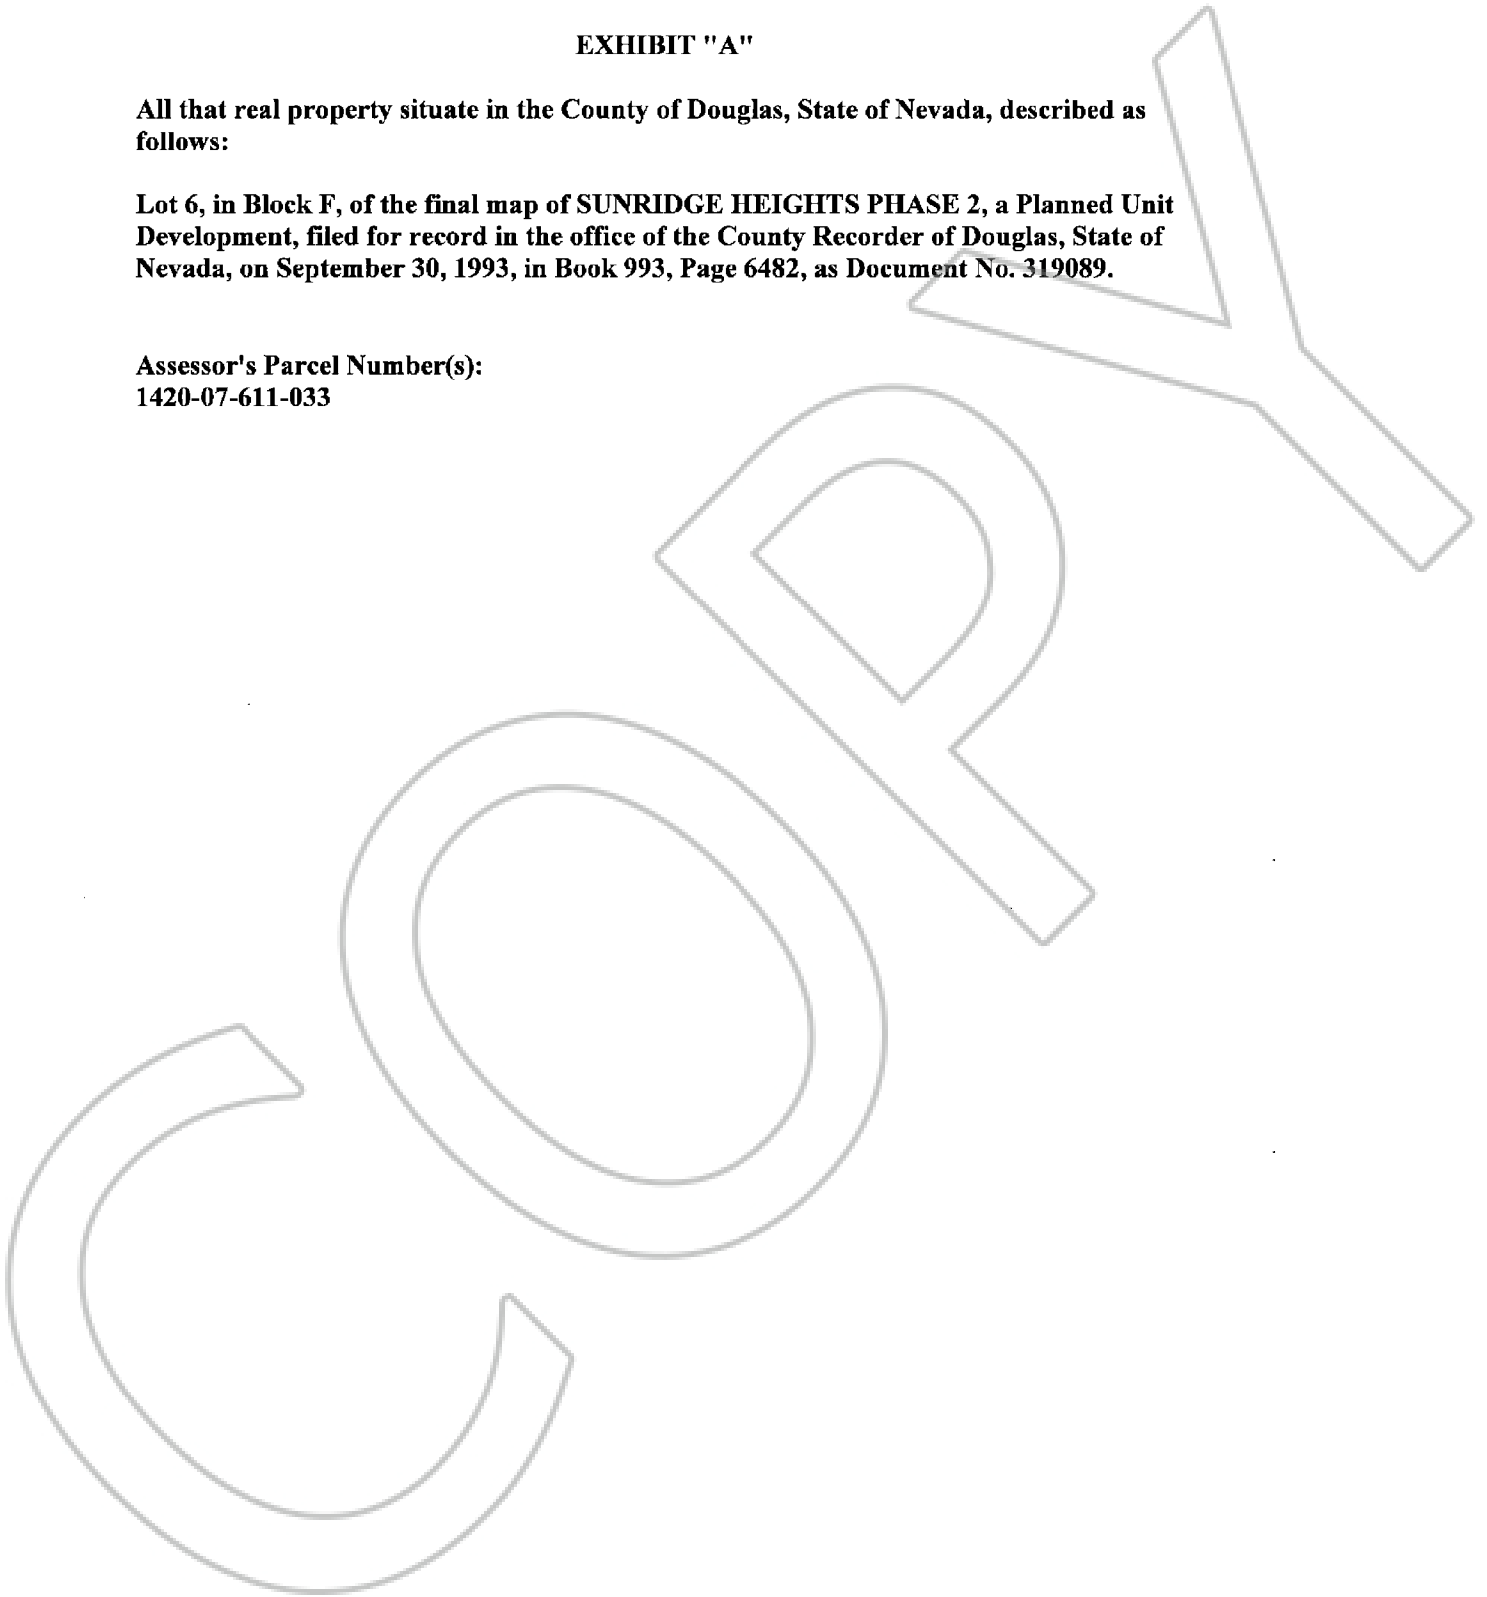 EXHIBIT "A"
All that real property situate in the County of Douglas, State of Nevada, described as
follows:
Lot 6, in Block F, of the final map of SUNRIDGE HEIGHTS PHASE 2, a Planned Unit
Development, filed for record in the office of the County Recorder of Douglas, State of
Nevada, on September 30, 1993, in Book 993, Page 6482, as Document No. 319089.
Assessor's Parcel Number(s):
1420-07-611-033
COPY